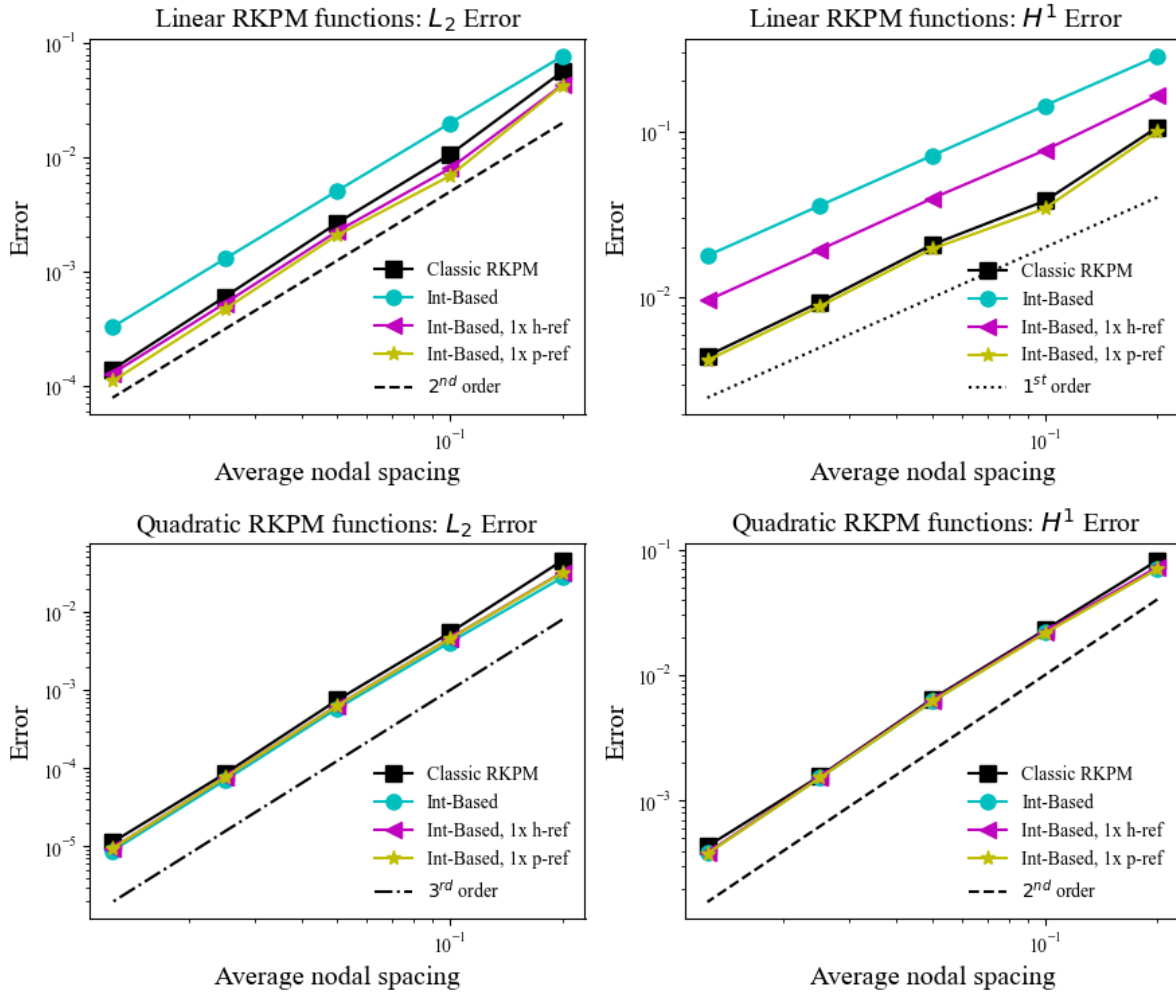 Linear RKPM functions: L₂ Error
10⁻¹
10⁻²
10⁻³
10⁻⁴
Error
Classic RKPM
Int-Based
Int-Based, 1x h-ref
Int-Based, 1x p-ref
2ⁿᵈ order
10⁻¹
Average nodal spacing
Linear RKPM functions: H¹ Error
10⁻¹
10⁻²
Error
Classic RKPM
Int-Based
Int-Based, 1x h-ref
Int-Based, 1x p-ref
1ˢᵗ order
10⁻¹
Average nodal spacing
Quadratic RKPM functions: L₂ Error
10⁻²
10⁻³
10⁻⁴
10⁻⁵
Error
Classic RKPM
Int-Based
Int-Based, 1x h-ref
Int-Based, 1x p-ref
3ʳᵈ order
10⁻¹
Average nodal spacing
Quadratic RKPM functions: H¹ Error
10⁻¹
10⁻²
10⁻³
Error
Classic RKPM
Int-Based
Int-Based, 1x h-ref
Int-Based, 1x p-ref
2ⁿᵈ order
10⁻¹
Average nodal spacing